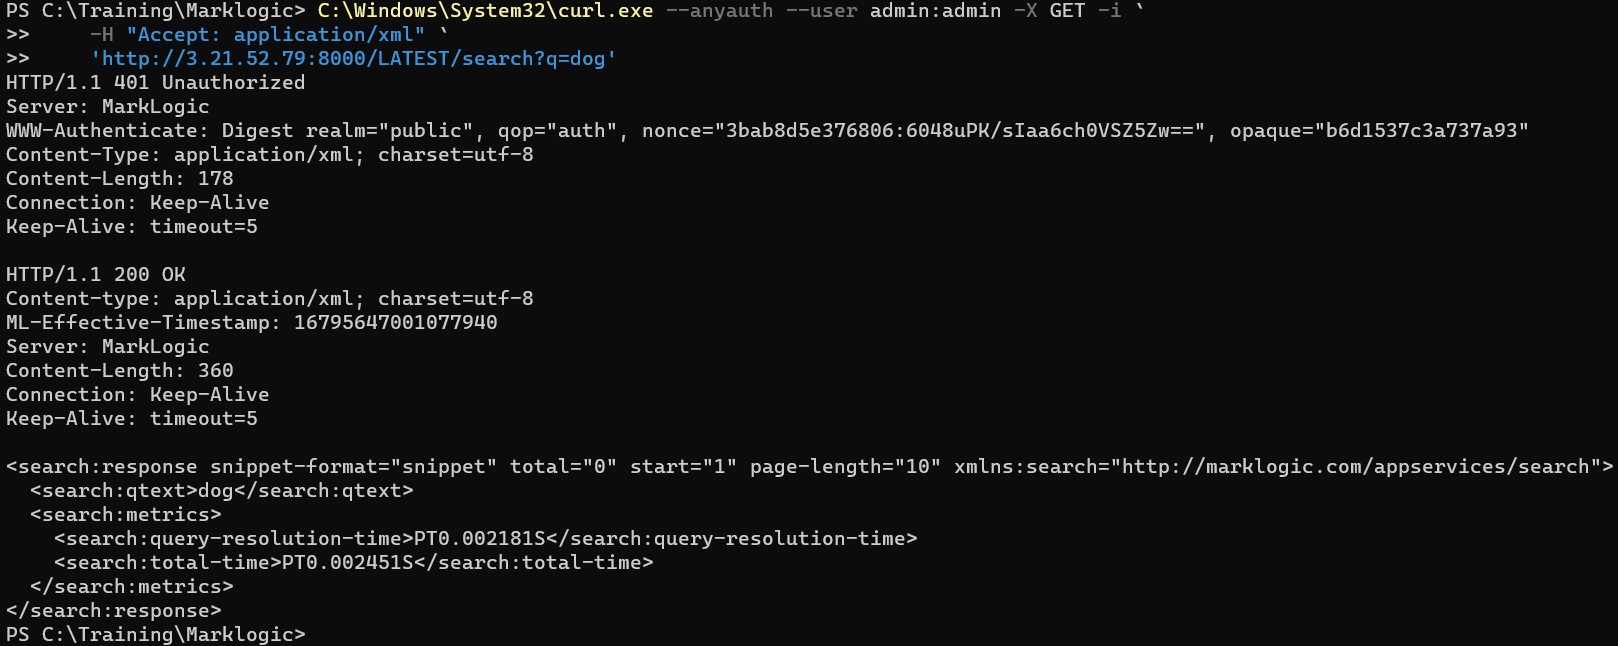 PS C:\Training\Marklogic> C:\Windows\System32\curl.exe --anyauth --user admin:admin -X GET -i `
>>     -H "Accept: application/xml" `
>>     'http://3.21.52.79:8000/LATEST/search?q=dog'
HTTP/1.1 401 Unauthorized
Server: MarkLogic
WWW-Authenticate: Digest realm="public", qop="auth", nonce="3bab8d5e376806:6048uPK/sIaa6ch0VSZ5Zw==", opaque="b6d1537c3a737a93"
Content-Type: application/xml; charset=utf-8
Content-Length: 178
Connection: Keep-Alive
Keep-Alive: timeout=5

HTTP/1.1 200 OK
Content-type: application/xml; charset=utf-8
ML-Effective-Timestamp: 16795647001077940
Server: MarkLogic
Content-Length: 360
Connection: Keep-Alive
Keep-Alive: timeout=5

<search:response snippet-format="snippet" total="0" start="1" page-length="10" xmlns:search="http://marklogic.com/appservices/search">
  <search:qtext>dog</search:qtext>
  <search:metrics>
    <search:query-resolution-time>PT0.002181S</search:query-resolution-time>
    <search:total-time>PT0.002451S</search:total-time>
  </search:metrics>
</search:response>
PS C:\Training\Marklogic>